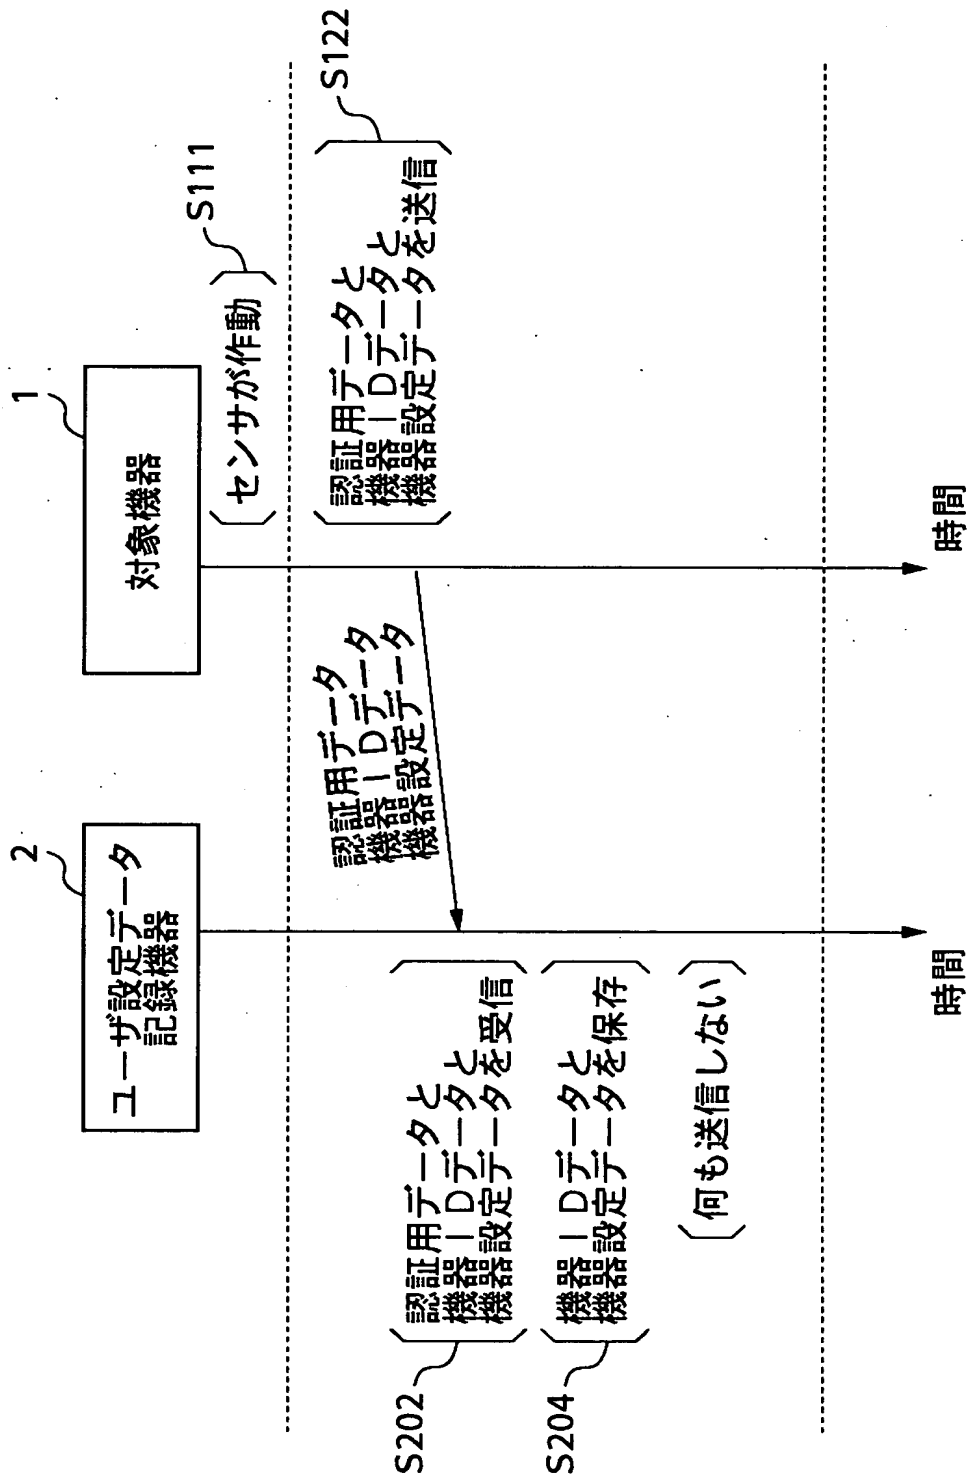 2
ユーザ設定データ
記録機器
1
対象機器
センサが作動
S111
認証用データと
機器IDデータと
機器設定データを送信
S122
認証用データ
機器IDデータ
機器設定データ
S202
認証用データと
機器IDデータと
機器設定データを受信
S204
機器IDデータと
機器設定データを保存
(何も送信しない)
時間
時間